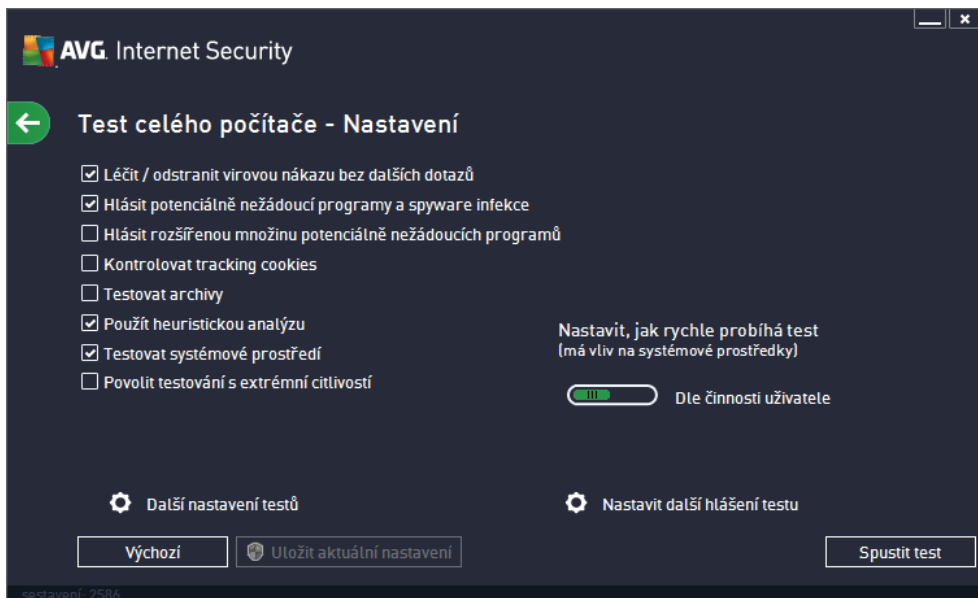 AVG. Internet Security
Test celého počítače - Nastavení
Léčit / odstranit virovou nákazu bez dalších dotazů
Hlásit potenciálně nežádoucí programy a spyware infekce
Hlásit rozšířenou množinu potenciálně nežádoucích programů
Kontrolovat tracking cookies
Testovat archivy
Použít heuristickou analýzu
Testovat systémové prostředí
Povolit testování s extrémní citlivostí
Nastavit, jak rychle probíhá test
(má vliv na systémové prostředky)
Dle činnosti uživatele
Další nastavení testů
Nastavit další hlášení testu
Výchozí
Uložit aktuální nastavení
Spustit test
sestavení: 2586